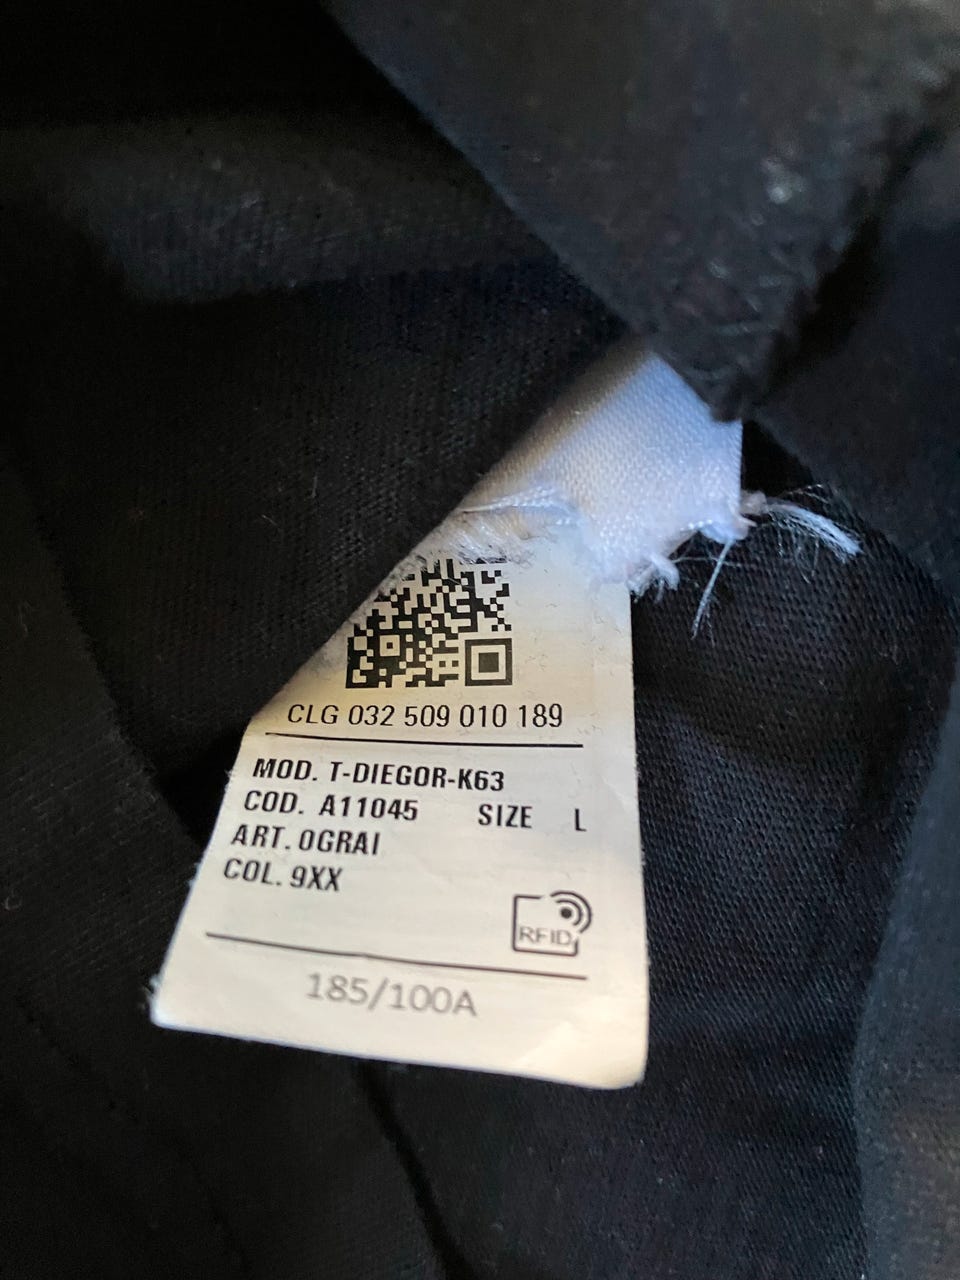 CLG 032 509 010 189
MOD. T-DIEGOR-K63
COD. A11045 SIZE L
ART. 0GRAI
COL. 9XX
RFID
185/100A